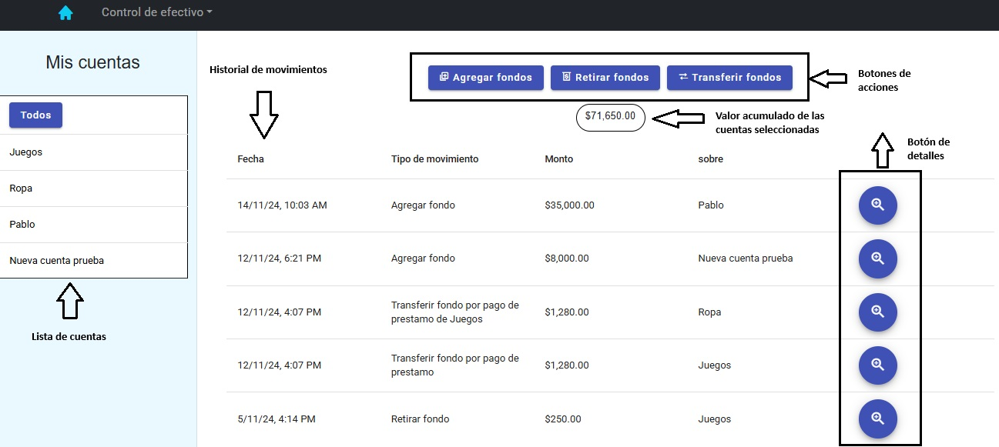 Control de efectivo
Mis cuentas
Todos
Juegos
Ropa
Pablo
Nueva cuenta prueba
Lista de cuentas
Historial de movimientos
Agregar fondos
Retirar fondos
Transferir fondos
Botones de
acciones
$71,650.00
Valor acumulado de las
cuentas seleccionadas
Botón de
detalles
Fecha Tipo de movimiento Monto sobre
14/11/24, 10:03 AM Agregar fondo $35,000.00 Pablo
12/11/24, 6:21 PM Agregar fondo $8,000.00 Nueva cuenta prueba
12/11/24, 4:07 PM Transferir fondo por pago de
prestamo de Juegos $1,280.00 Ropa
12/11/24, 4:07 PM Transferir fondo por pago de
prestamo $1,280.00 Juegos
5/11/24, 4:14 PM Retirar fondo $250.00 Juegos